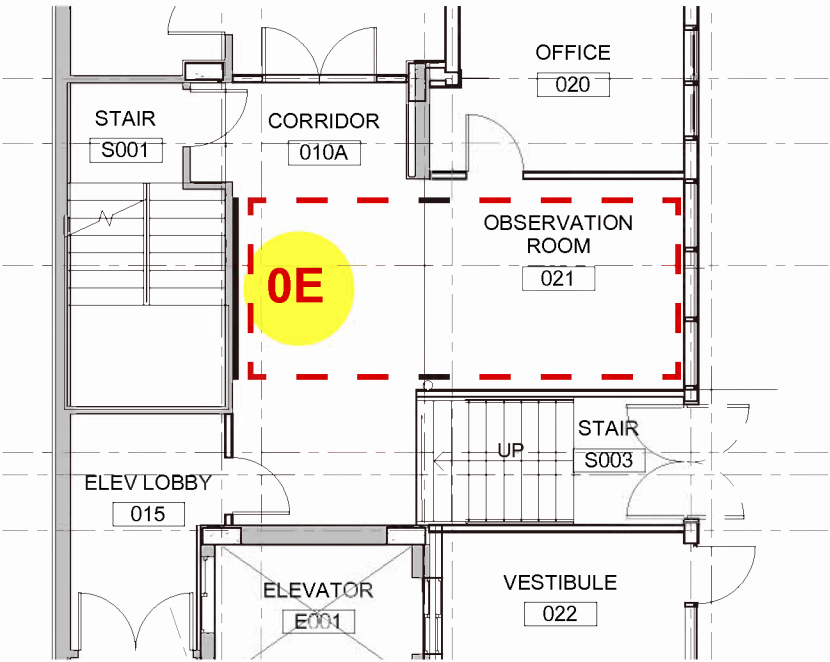 OFFICE
020
STAIR
S001
CORRIDOR
010A
OBSERVATION
ROOM
021
0E
UP
STAIR
S003
ELEV LOBBY
015
ELEVATOR
E001
VESTIBULE
022